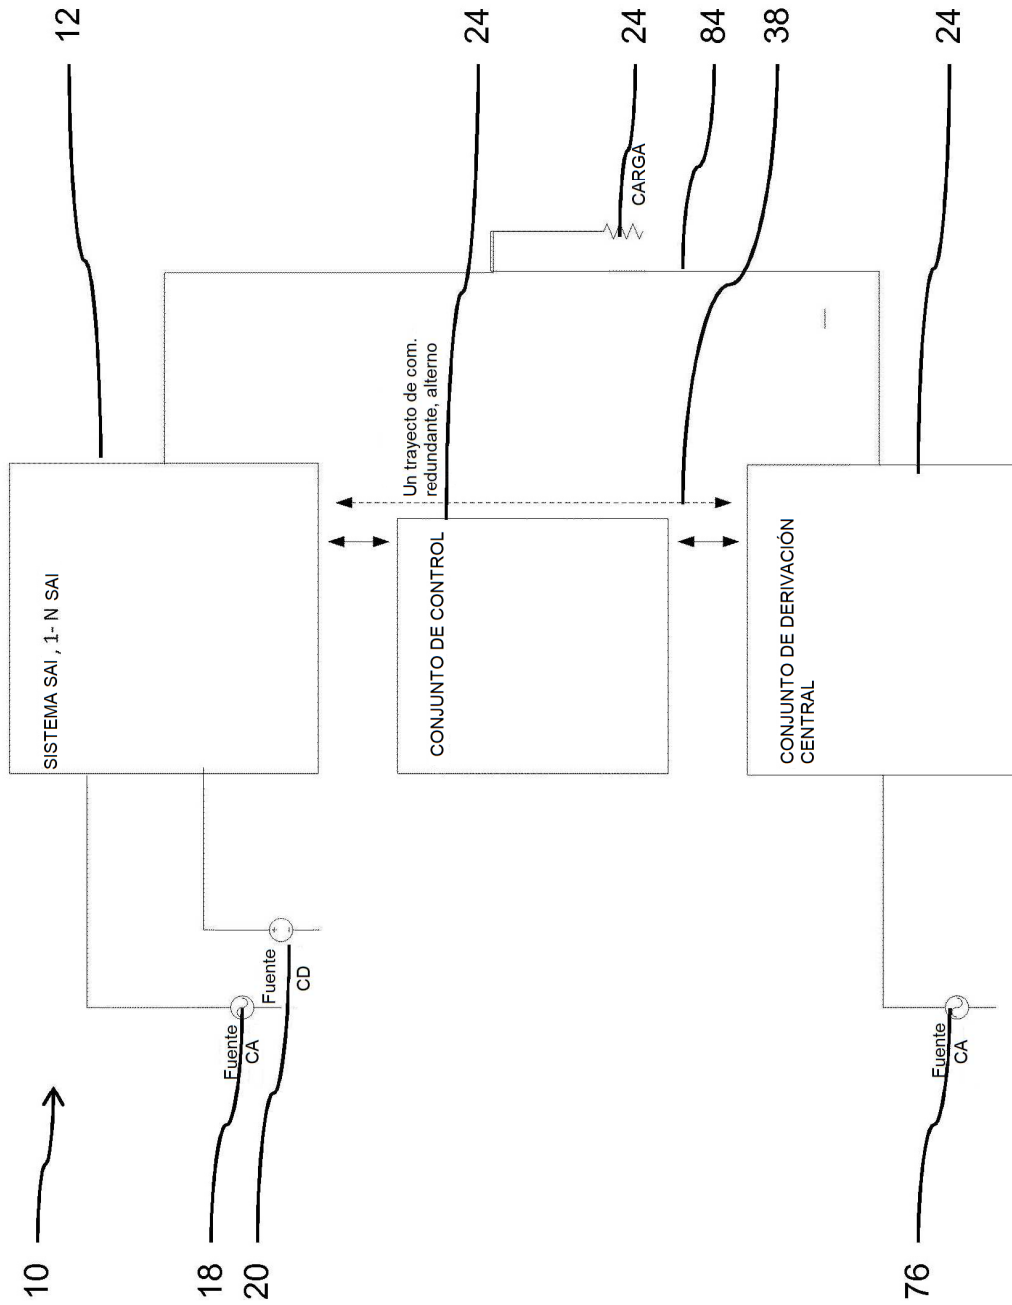 10
12
SISTEMA SAI , 1- N SAI
18
Fuente
CA
20
Fuente
CD
Un trayecto de com.
redundante, alterno
CONJUNTO DE CONTROL
24
CARGA
24
84
38
CONJUNTO DE DERIVACIÓN
CENTRAL
24
76
Fuente
CA